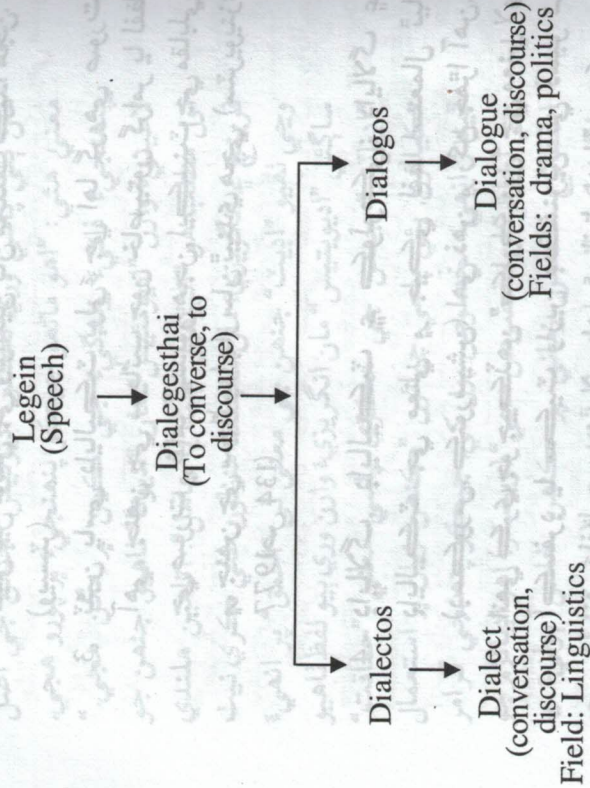 Legein
(Speech)
Dialegesthai
(To converse, to
discourse)
Dialectos
Dialogos
Dialect
(conversation,
discourse)
Field: Linguistics
Dialogue
(conversation, discourse)
Fields: drama, politics